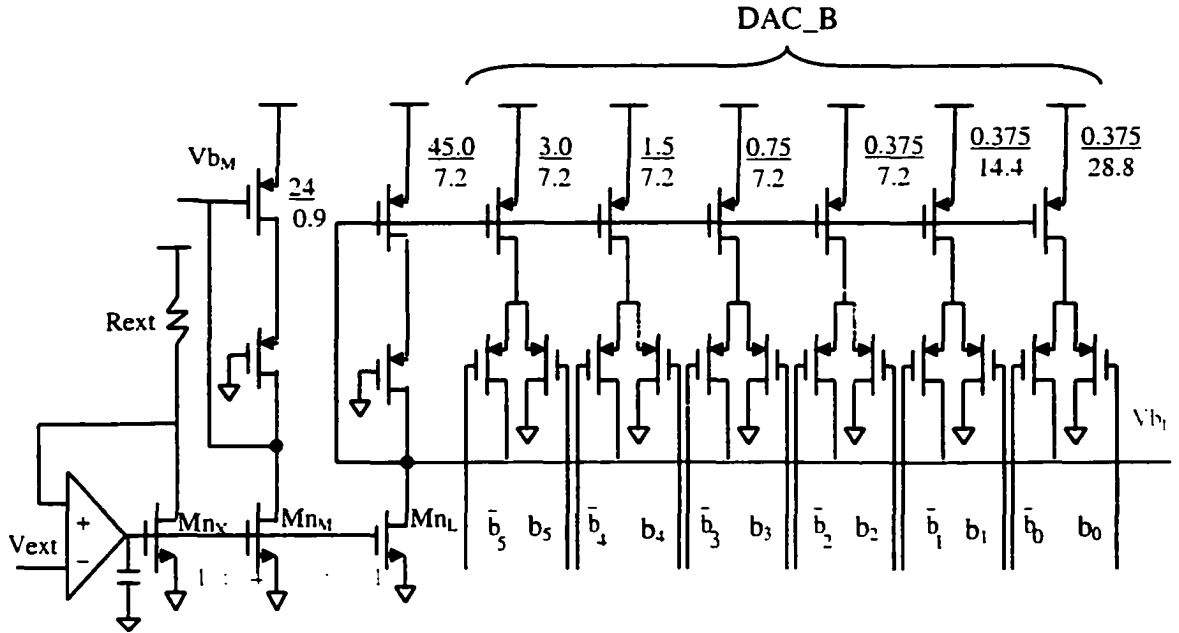 DAC_B
Vb_M
24
0.9
45.0
7.2
3.0
7.2
1.5
7.2
0.75
7.2
0.375
7.2
0.375
14.4
0.375
28.8
Rext
Vext
+
−
Mn_X
Mn_M
Mn_L
1 :
1
b̄_5 b_5 b̄_4 b_4 b̄_3 b_3 b̄_2 b_2 b̄_1 b_1 b̄_0 b_0